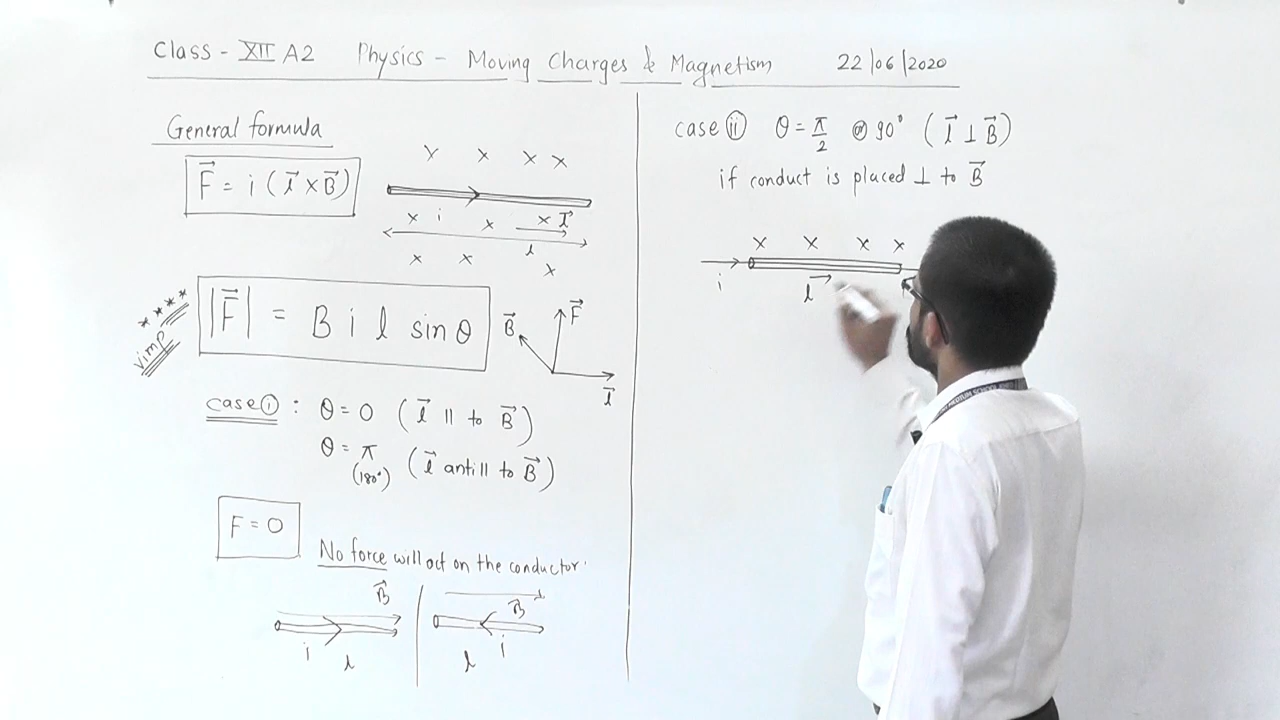 Class - XII A2 Physics - Moving Charges & Magnetism 22/06/2020
General formula
F⃗ = i (l⃗ × B⃗)
i
l⃗
l
|F⃗| = B i l sin θ
Vimp
B⃗
F⃗
l⃗
case (i) : θ = 0 (l⃗ || to B⃗)
θ = π (l⃗ anti || to B⃗)
(180°)
F = 0
No force will act on the conductor.
B⃗
i
l
B⃗
i
l
case (ii) θ = π/2 or 90° (l⃗ ⊥ B⃗)
if conduct is placed ⊥ to B⃗
i
l⃗